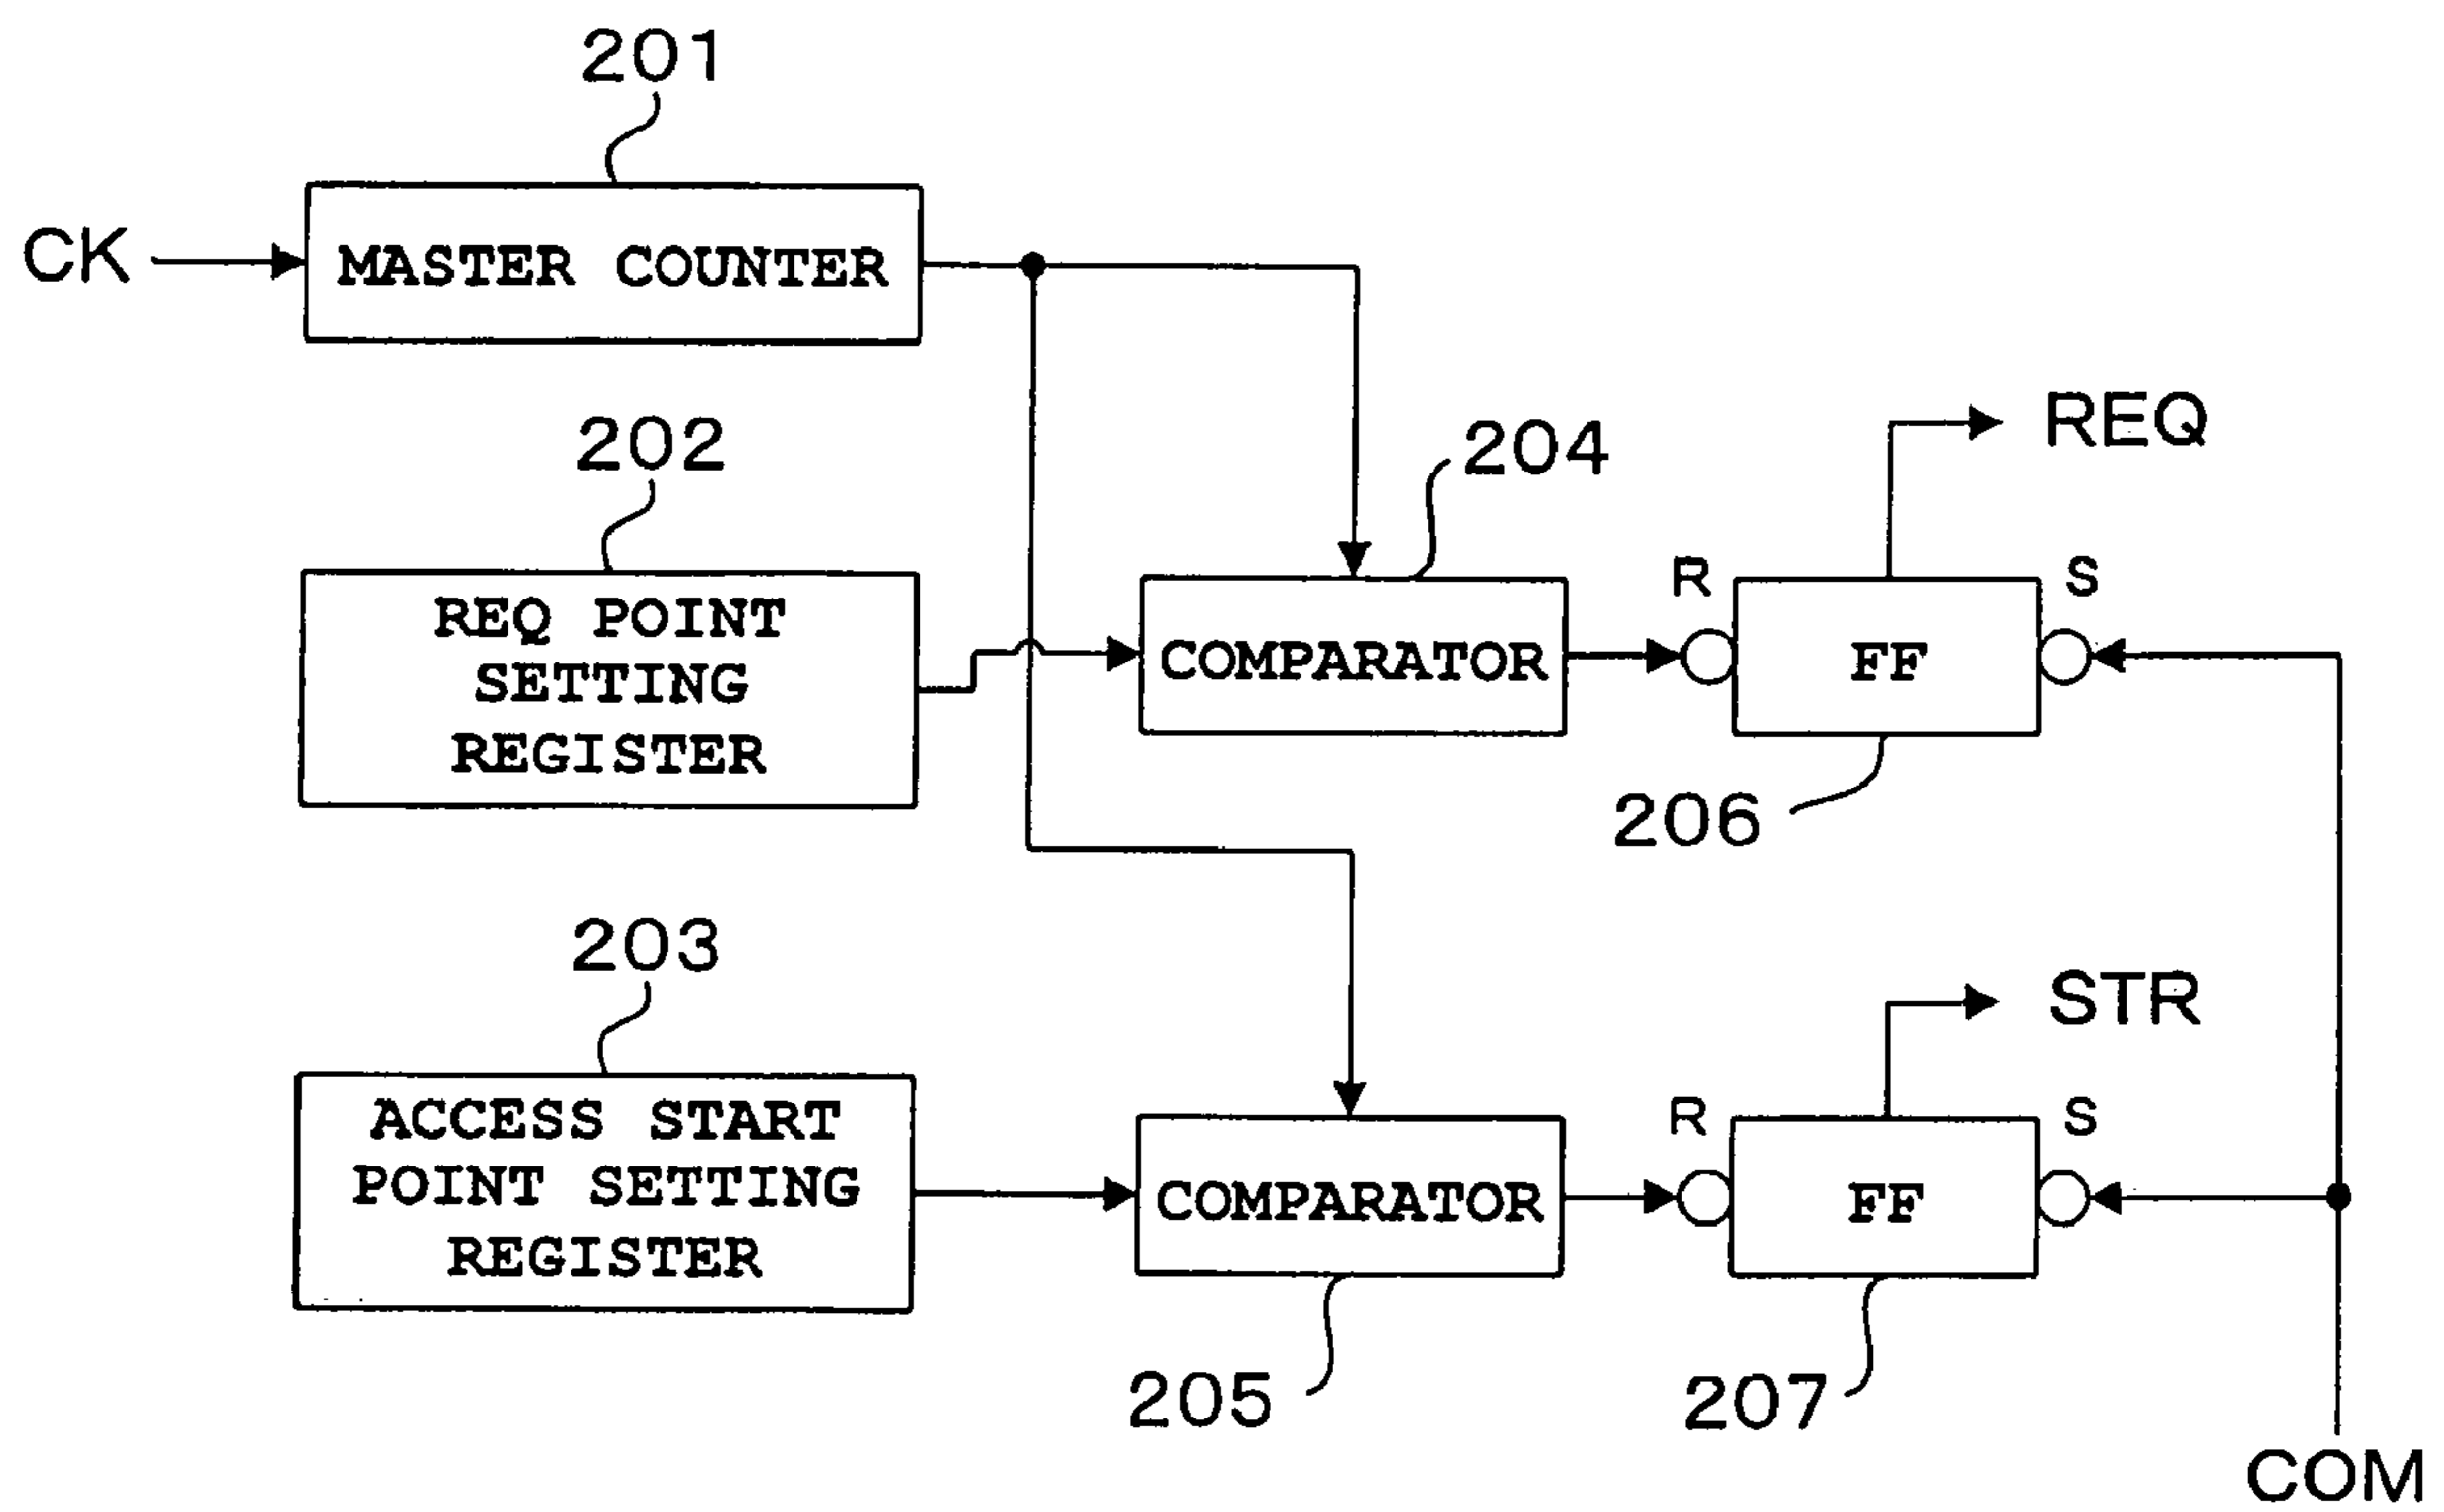 201
CK
MASTER COUNTER
202
REQ POINT
SETTING
REGISTER
204
COMPARATOR
REQ
R
S
FF
206
203
ACCESS START
POINT SETTING
REGISTER
205
COMPARATOR
STR
R
S
FF
207
COM